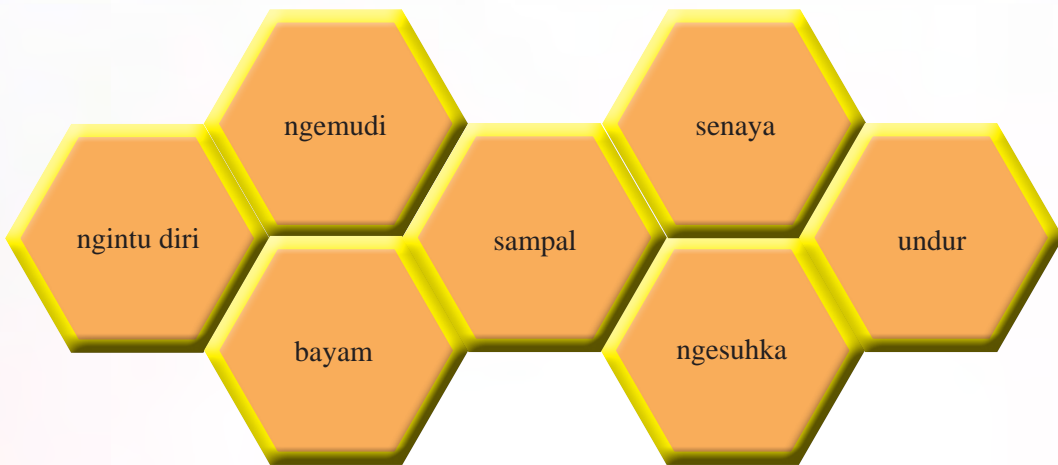 ngemudi
senaya
ngintu diri
sampal
undur
bayam
ngesuhka